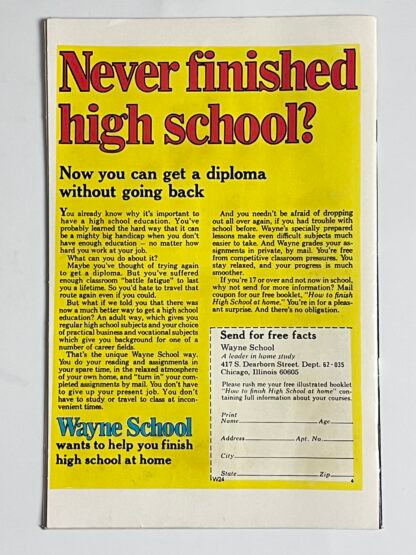 Never finished
high school?
Now you can get a diploma
without going back
You already know why it's important to
have a high school education. You've
probably learned the hard way that it can
be a mighty big handicap when you don't
have enough education — no matter how
hard you work at your job.
What can you do about it?
Maybe you've thought of trying again
to get a diploma. But you've suffered
enough classroom "battle fatigue" to last
you a lifetime. So you'd hate to travel that
route again even if you could.
But what if we told you that there was
now a much better way to get a high school
education? An adult way, which gives you
regular high school subjects and your choice
of practical business and vocational subjects
which give you background for one of a
number of career fields.
That's the unique Wayne School way.
You do your reading and assignments in
your spare time, in the relaxed atmosphere
of your own home, and "turn in" your com-
pleted assignments by mail. You don't have
to give up your present job. You don't
have to study or travel to class at incon-
venient times.
Wayne School
wants to help you finish
high school at home
And you needn't be afraid of dropping
out all over again, if you had trouble with
school before. Wayne's specially prepared
lessons make even difficult subjects much
easier to take. And Wayne grades your as-
signments in private, by mail. You're free
from competitive classroom pressures. You
stay relaxed, and your progress is much
smoother.
If you're 17 or over and not now in school,
why not send for more information? Mail
coupon for our booklet, "How to finish
High School at home." You're in for a pleas-
ant surprise. And there's no obligation.
Send for free facts
Wayne School
A leader in home study
417 S. Dearborn Street. Dept. 62-035
Chicago, Illinois 60605
Please rush me your free illustrated booklet
"How to finish High School at home" con-
taining full information about your courses.
Print
Name Age
Address Apt. No.
City
State Zip
W24 4